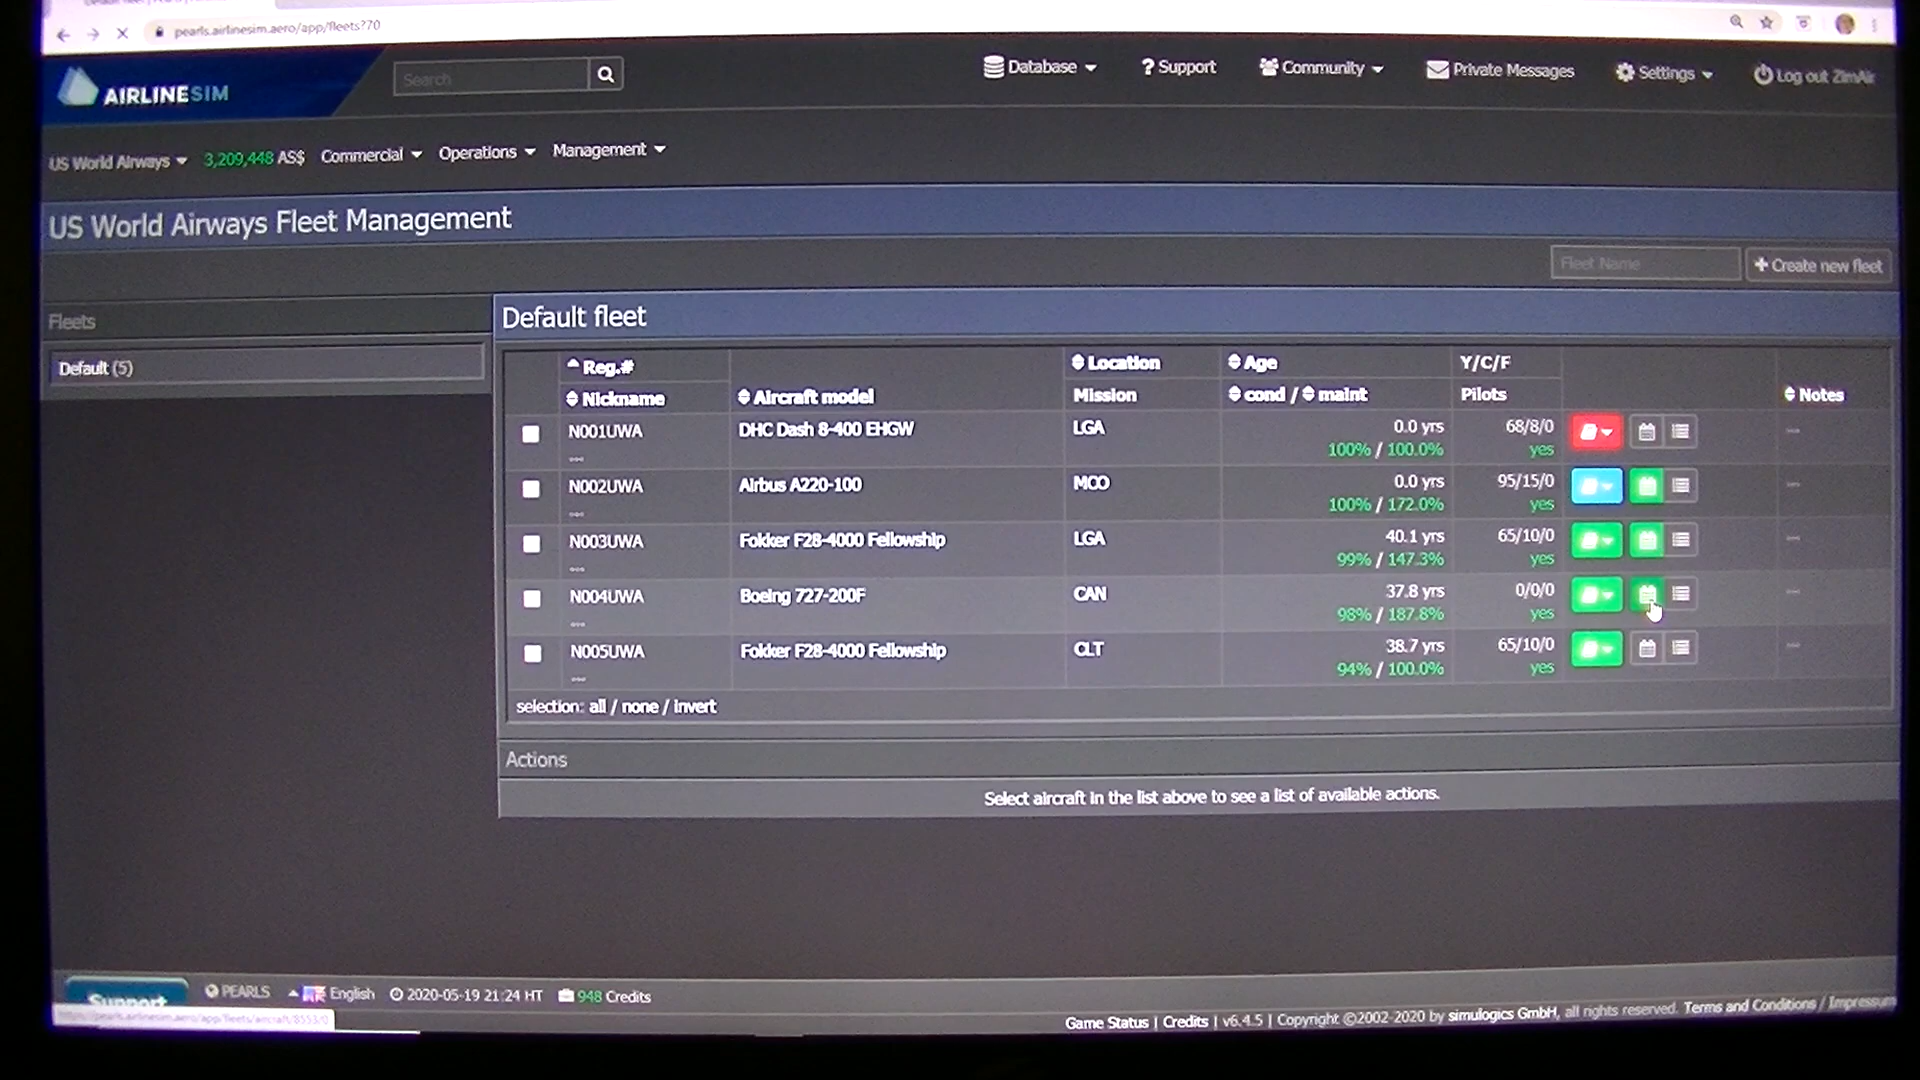 pearls.airlinesim.aero/app/fleets?70
AIRLINESIM
Search
Database
? Support
Community
Private Messages
Settings
Log out ZimAir
US World Airways
3,209,448 AS$
Commercial
Operations
Management
US World Airways Fleet Management
Fleet Name
+ Create new fleet
Fleets
Default (5)
Default fleet
Reg.# Location Age Y/C/F
Nickname Aircraft model Mission cond / maint Pilots Notes
N001UWA DHC Dash 8-400 EHGW LGA 0.0 yrs 68/8/0
100% / 100.0% yes
N002UWA Airbus A220-100 MCO 0.0 yrs 95/15/0
100% / 172.0% yes
N003UWA Fokker F28-4000 Fellowship LGA 40.1 yrs 65/10/0
99% / 147.3% yes
N004UWA Boeing 727-200F CAN 37.8 yrs 0/0/0
98% / 187.8% yes
N005UWA Fokker F28-4000 Fellowship CLT 38.7 yrs 65/10/0
94% / 100.0% yes
selection: all / none / invert
Actions
Select aircraft in the list above to see a list of available actions.
Support
PEARLS
English
2020-05-19 21:24 HT
948 Credits
Game Status | Credits | v6.4.5 | Copyright ©2002-2020 by simulogics GmbH, all rights reserved. Terms and Conditions / Impressum